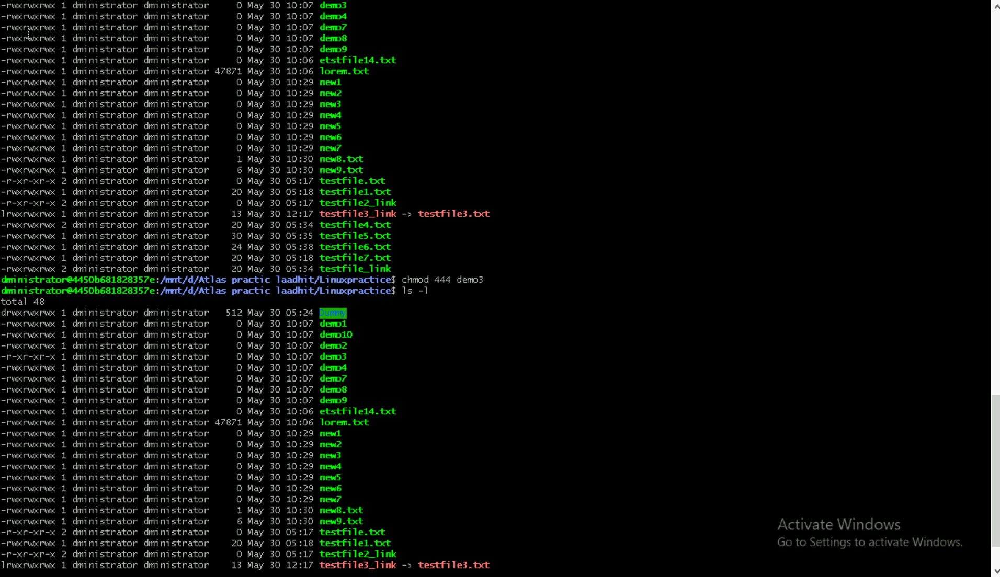 -rwxrwxrwx 1 dministrator dministrator     0 May 30 10:07 demo3
-rwxrwxrwx 1 dministrator dministrator     0 May 30 10:07 demo4
-rwxrwxrwx 1 dministrator dministrator     0 May 30 10:07 demo7
-rwxrwxrwx 1 dministrator dministrator     0 May 30 10:07 demo8
-rwxrwxrwx 1 dministrator dministrator     0 May 30 10:07 demo9
-rwxrwxrwx 1 dministrator dministrator     0 May 30 10:06 etstfile14.txt
-rwxrwxrwx 1 dministrator dministrator 47871 May 30 10:06 lorem.txt
-rwxrwxrwx 1 dministrator dministrator     0 May 30 10:29 new1
-rwxrwxrwx 1 dministrator dministrator     0 May 30 10:29 new2
-rwxrwxrwx 1 dministrator dministrator     0 May 30 10:29 new3
-rwxrwxrwx 1 dministrator dministrator     0 May 30 10:29 new4
-rwxrwxrwx 1 dministrator dministrator     0 May 30 10:29 new5
-rwxrwxrwx 1 dministrator dministrator     0 May 30 10:29 new6
-rwxrwxrwx 1 dministrator dministrator     0 May 30 10:29 new7
-rwxrwxrwx 1 dministrator dministrator     1 May 30 10:30 new8.txt
-rwxrwxrwx 1 dministrator dministrator     6 May 30 10:30 new9.txt
-r-xr-xr-x 2 dministrator dministrator     0 May 30 05:17 testfile.txt
-rwxrwxrwx 1 dministrator dministrator    20 May 30 05:18 testfile1.txt
-r-xr-xr-x 2 dministrator dministrator     0 May 30 05:17 testfile2_link
lrwxrwxrwx 1 dministrator dministrator    13 May 30 12:17 testfile3_link -> testfile3.txt
-rwxrwxrwx 2 dministrator dministrator    20 May 30 05:34 testfile4.txt
-rwxrwxrwx 1 dministrator dministrator    30 May 30 05:35 testfile5.txt
-rwxrwxrwx 1 dministrator dministrator    24 May 30 05:38 testfile6.txt
-rwxrwxrwx 1 dministrator dministrator    20 May 30 05:18 testfile7.txt
-rwxrwxrwx 2 dministrator dministrator    20 May 30 05:34 testfile_link
dministrator@4450b681828357e:/mnt/d/Atlas practic laadhit/Linuxpractice$ chmod 444 demo3
dministrator@4450b681828357e:/mnt/d/Atlas practic laadhit/Linuxpractice$ ls -l
total 48
drwxrwxrwx 1 dministrator dministrator   512 May 30 05:24 Dummy
-rwxrwxrwx 1 dministrator dministrator     0 May 30 10:07 demo1
-rwxrwxrwx 1 dministrator dministrator     0 May 30 10:07 demo10
-rwxrwxrwx 1 dministrator dministrator     0 May 30 10:07 demo2
-r-xr-xr-x 1 dministrator dministrator     0 May 30 10:07 demo3
-rwxrwxrwx 1 dministrator dministrator     0 May 30 10:07 demo4
-rwxrwxrwx 1 dministrator dministrator     0 May 30 10:07 demo7
-rwxrwxrwx 1 dministrator dministrator     0 May 30 10:07 demo8
-rwxrwxrwx 1 dministrator dministrator     0 May 30 10:07 demo9
-rwxrwxrwx 1 dministrator dministrator     0 May 30 10:06 etstfile14.txt
-rwxrwxrwx 1 dministrator dministrator 47871 May 30 10:06 lorem.txt
-rwxrwxrwx 1 dministrator dministrator     0 May 30 10:29 new1
-rwxrwxrwx 1 dministrator dministrator     0 May 30 10:29 new2
-rwxrwxrwx 1 dministrator dministrator     0 May 30 10:29 new3
-rwxrwxrwx 1 dministrator dministrator     0 May 30 10:29 new4
-rwxrwxrwx 1 dministrator dministrator     0 May 30 10:29 new5
-rwxrwxrwx 1 dministrator dministrator     0 May 30 10:29 new6
-rwxrwxrwx 1 dministrator dministrator     0 May 30 10:29 new7
-rwxrwxrwx 1 dministrator dministrator     1 May 30 10:30 new8.txt
-rwxrwxrwx 1 dministrator dministrator     6 May 30 10:30 new9.txt
-r-xr-xr-x 2 dministrator dministrator     0 May 30 05:17 testfile.txt
-rwxrwxrwx 1 dministrator dministrator    20 May 30 05:18 testfile1.txt
-r-xr-xr-x 2 dministrator dministrator     0 May 30 05:17 testfile2_link
lrwxrwxrwx 1 dministrator dministrator    13 May 30 12:17 testfile3_link -> testfile3.txt
Activate Windows
Go to Settings to activate Windows.